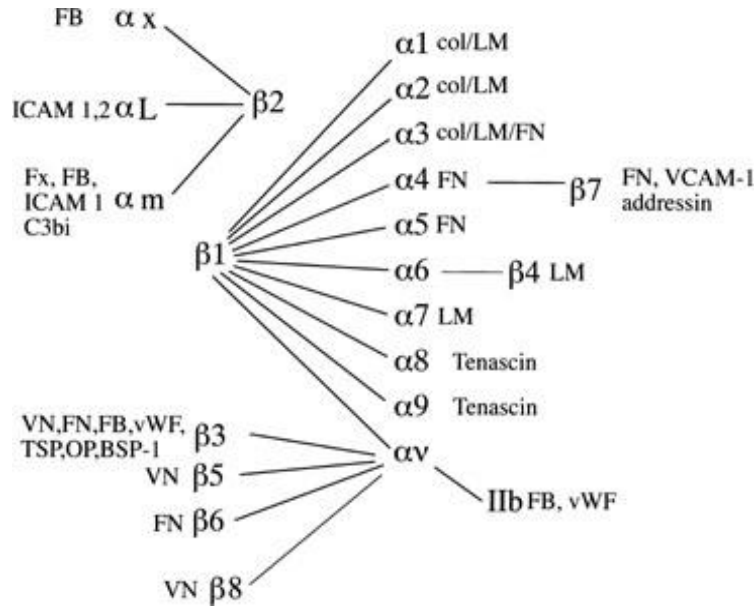 FB αx
α1 col/LM
α2 col/LM
ICAM 1,2 αL
β2
α3 col/LM/FN
Fx, FB,
ICAM 1 αm
C3bi
α4 FN
β7 FN, VCAM-1
addressin
α5 FN
β1
α6
β4 LM
α7 LM
α8 Tenascin
α9 Tenascin
VN,FN,FB,vWF,
TSP,OP,BSP-1 β3
αν
VN β5
IIb FB, vWF
FN β6
VN β8